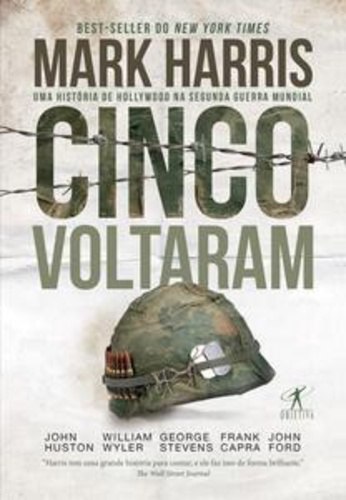 BEST-SELLER DO NEW YORK TIMES
MARK HARRIS
UMA HISTÓRIA DE HOLLYWOOD NA SEGUNDA GUERRA MUNDIAL
CINCO
VOLTARAM
OBJETIVA
JOHN HUSTON WILLIAM WYLER GEORGE STEVENS FRANK CAPRA JOHN FORD
"Harris tem uma grande história para contar, e ele faz isso de forma brilhante."
The Wall Street Journal